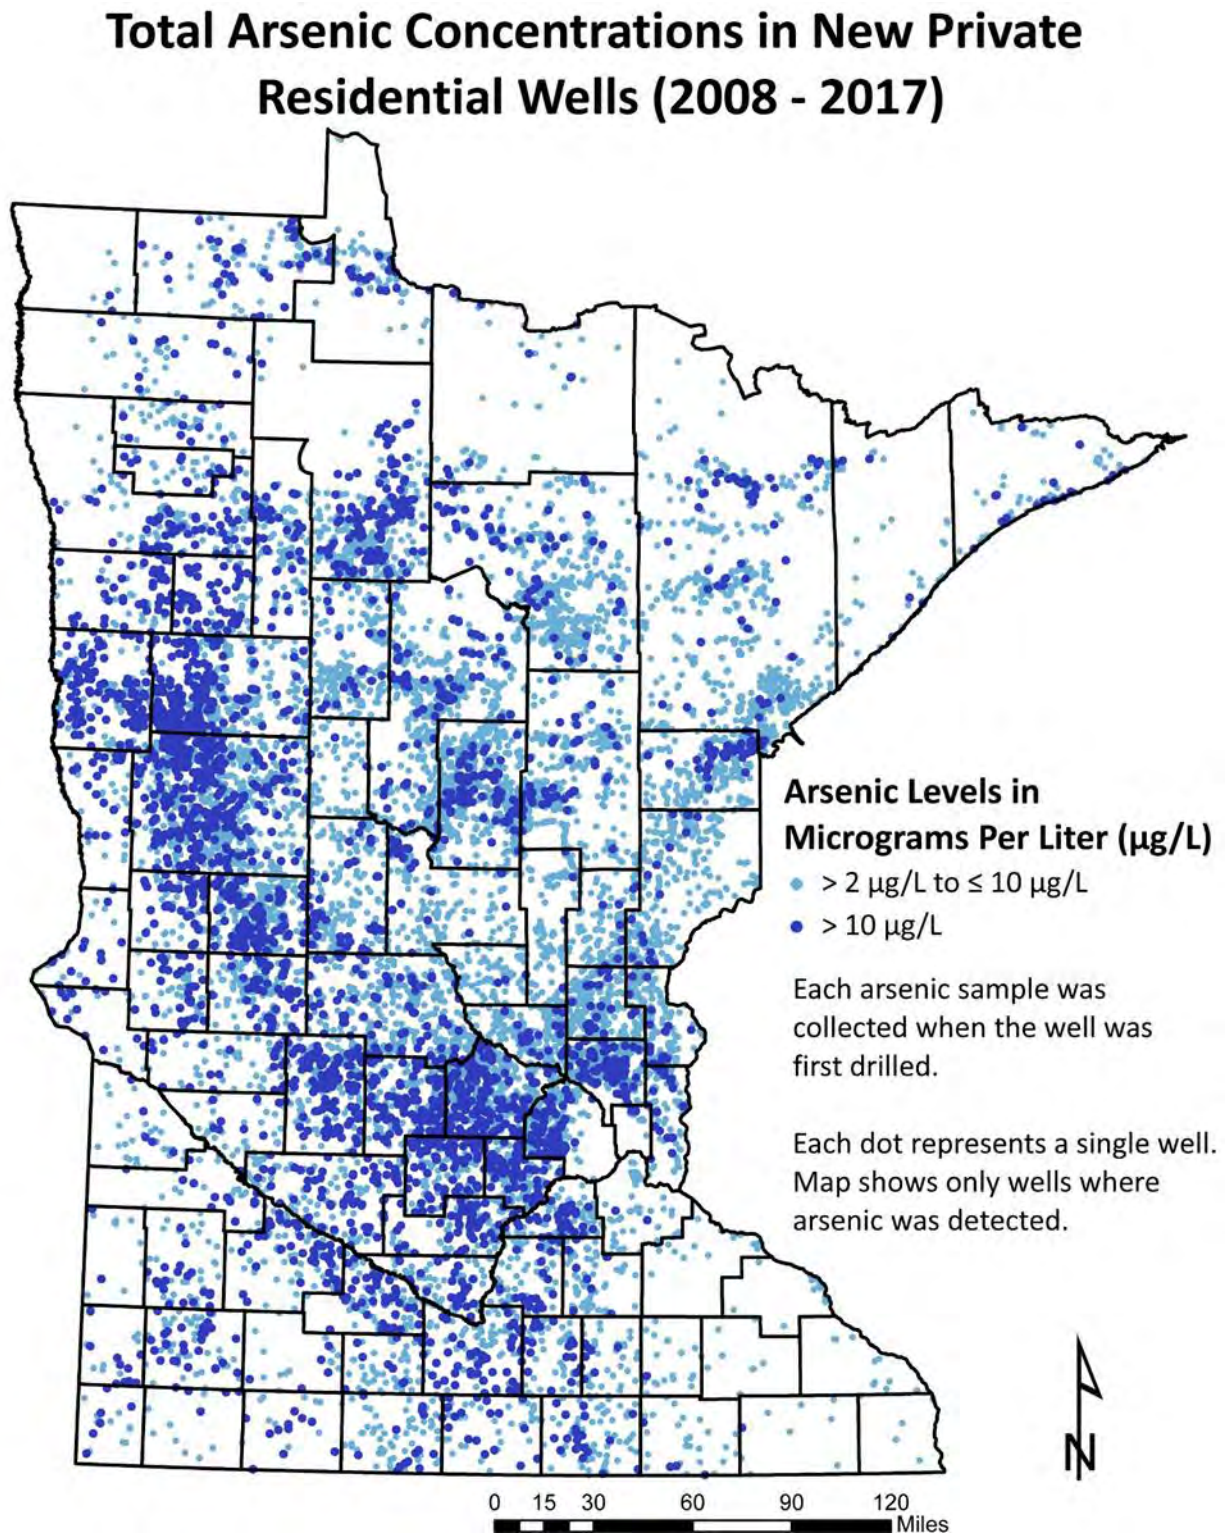 Total Arsenic Concentrations in New Private
Residential Wells (2008 - 2017)
Arsenic Levels in
Micrograms Per Liter (µg/L)
> 2 µg/L to ≤ 10 µg/L
> 10 µg/L
Each arsenic sample was
collected when the well was
first drilled.
Each dot represents a single well.
Map shows only wells where
arsenic was detected.
N
0 15 30 60 90 120
Miles